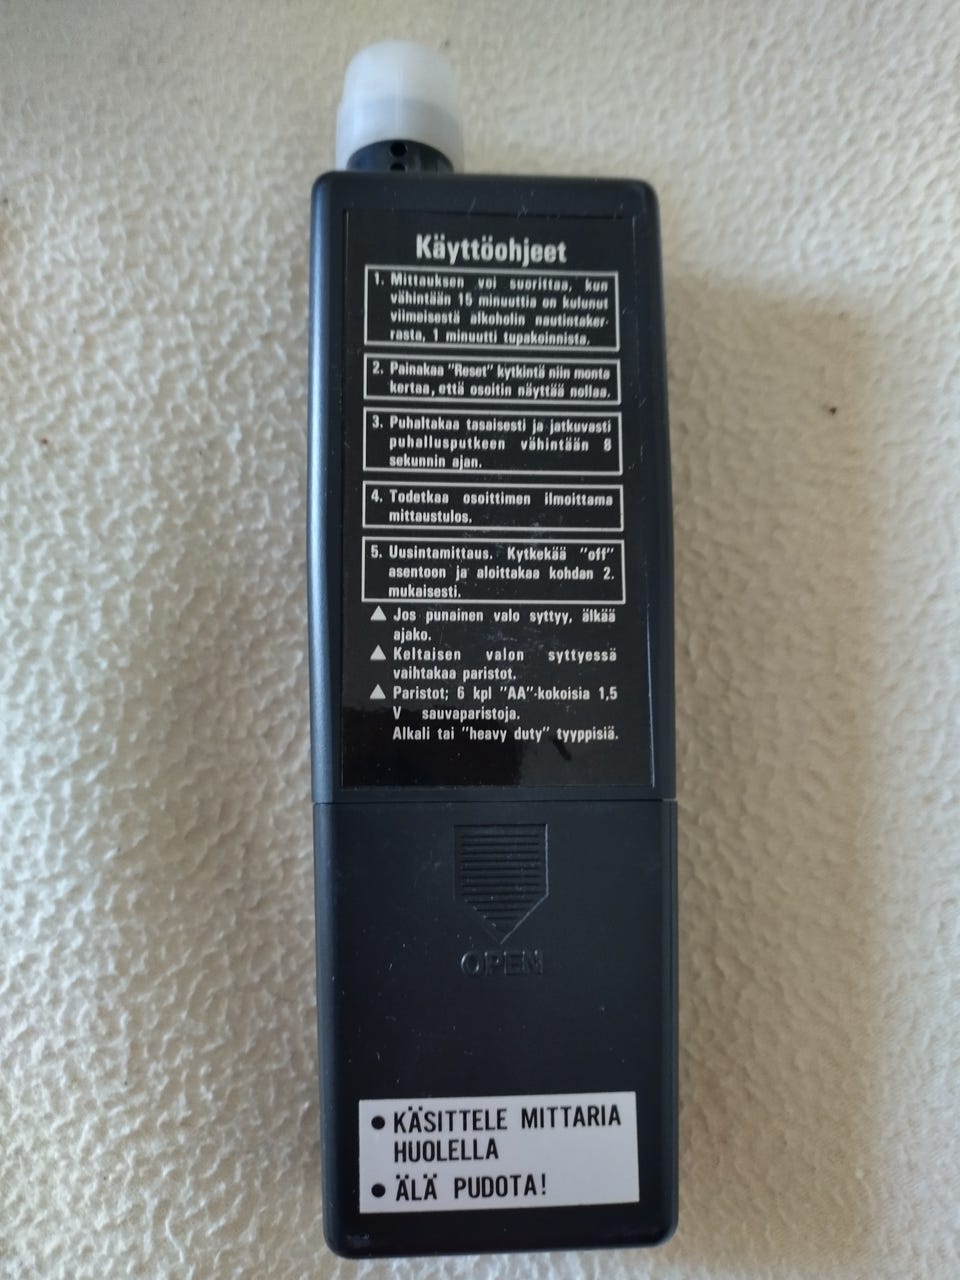 Käyttöohjeet
1. Mittauksen voi suorittaa, kun
vähintään 15 minuuttia on kulunut
viimeisestä alkoholin nautintaker-
rasta, 1 minuutti tupakoinnista.
2. Painakaa "Reset" kytkintä niin monta
kertaa, että osoitin näyttää nollaa.
3. Puhaltakaa tasaisesti ja jatkuvasti
puhallusputkeen vähintään 8
sekunnin ajan.
4. Todetkaa osoittimen ilmoittama
mittaustulos.
5. Uusintamittaus. Kytkekää "off"
asentoon ja aloittakaa kohdan 2.
mukaisesti.
▲ Jos punainen valo syttyy, älkää
ajako.
▲ Keltaisen valon syttyessä
vaihtakaa paristot.
▲ Paristot; 6 kpl "AA"-kokoisia 1,5
V sauvaparistoja.
Alkali tai "heavy duty" tyyppisiä.
OPEN
● KÄSITTELE MITTARIA
HUOLELLA
● ÄLÄ PUDOTA!